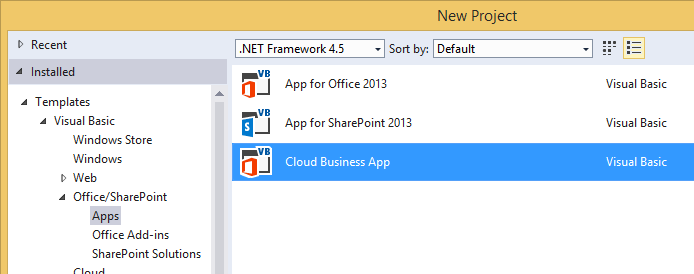 New Project
Recent
.NET Framework 4.5 Sort by: Default
Installed
VB App for Office 2013 Visual Basic
Templates
Visual Basic
VB App for SharePoint 2013 Visual Basic
Windows Store
Windows
VB Cloud Business App Visual Basic
Web
Office/SharePoint
Apps
Office Add-ins
SharePoint Solutions
Cloud